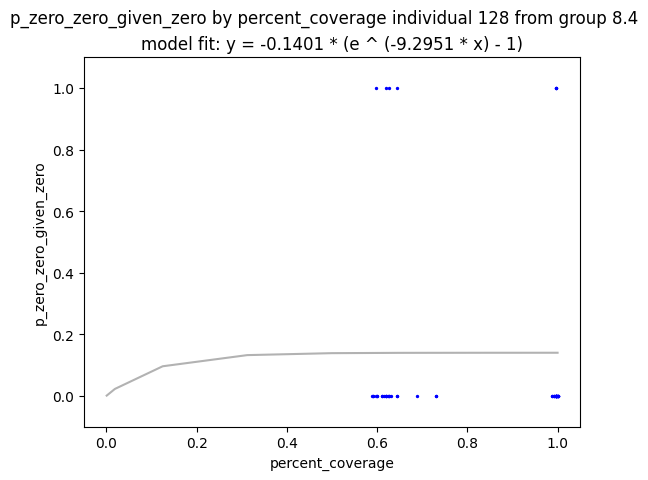 p_zero_zero_given_zero by percent_coverage individual 128 from group 8.4
model fit: y = -0.1401 * (e ^ (-9.2951 * x) - 1)
1.0
0.8
0.6
0.4
0.2
0.0
p_zero_zero_given_zero
0.0 0.2 0.4 0.6 0.8 1.0
percent_coverage